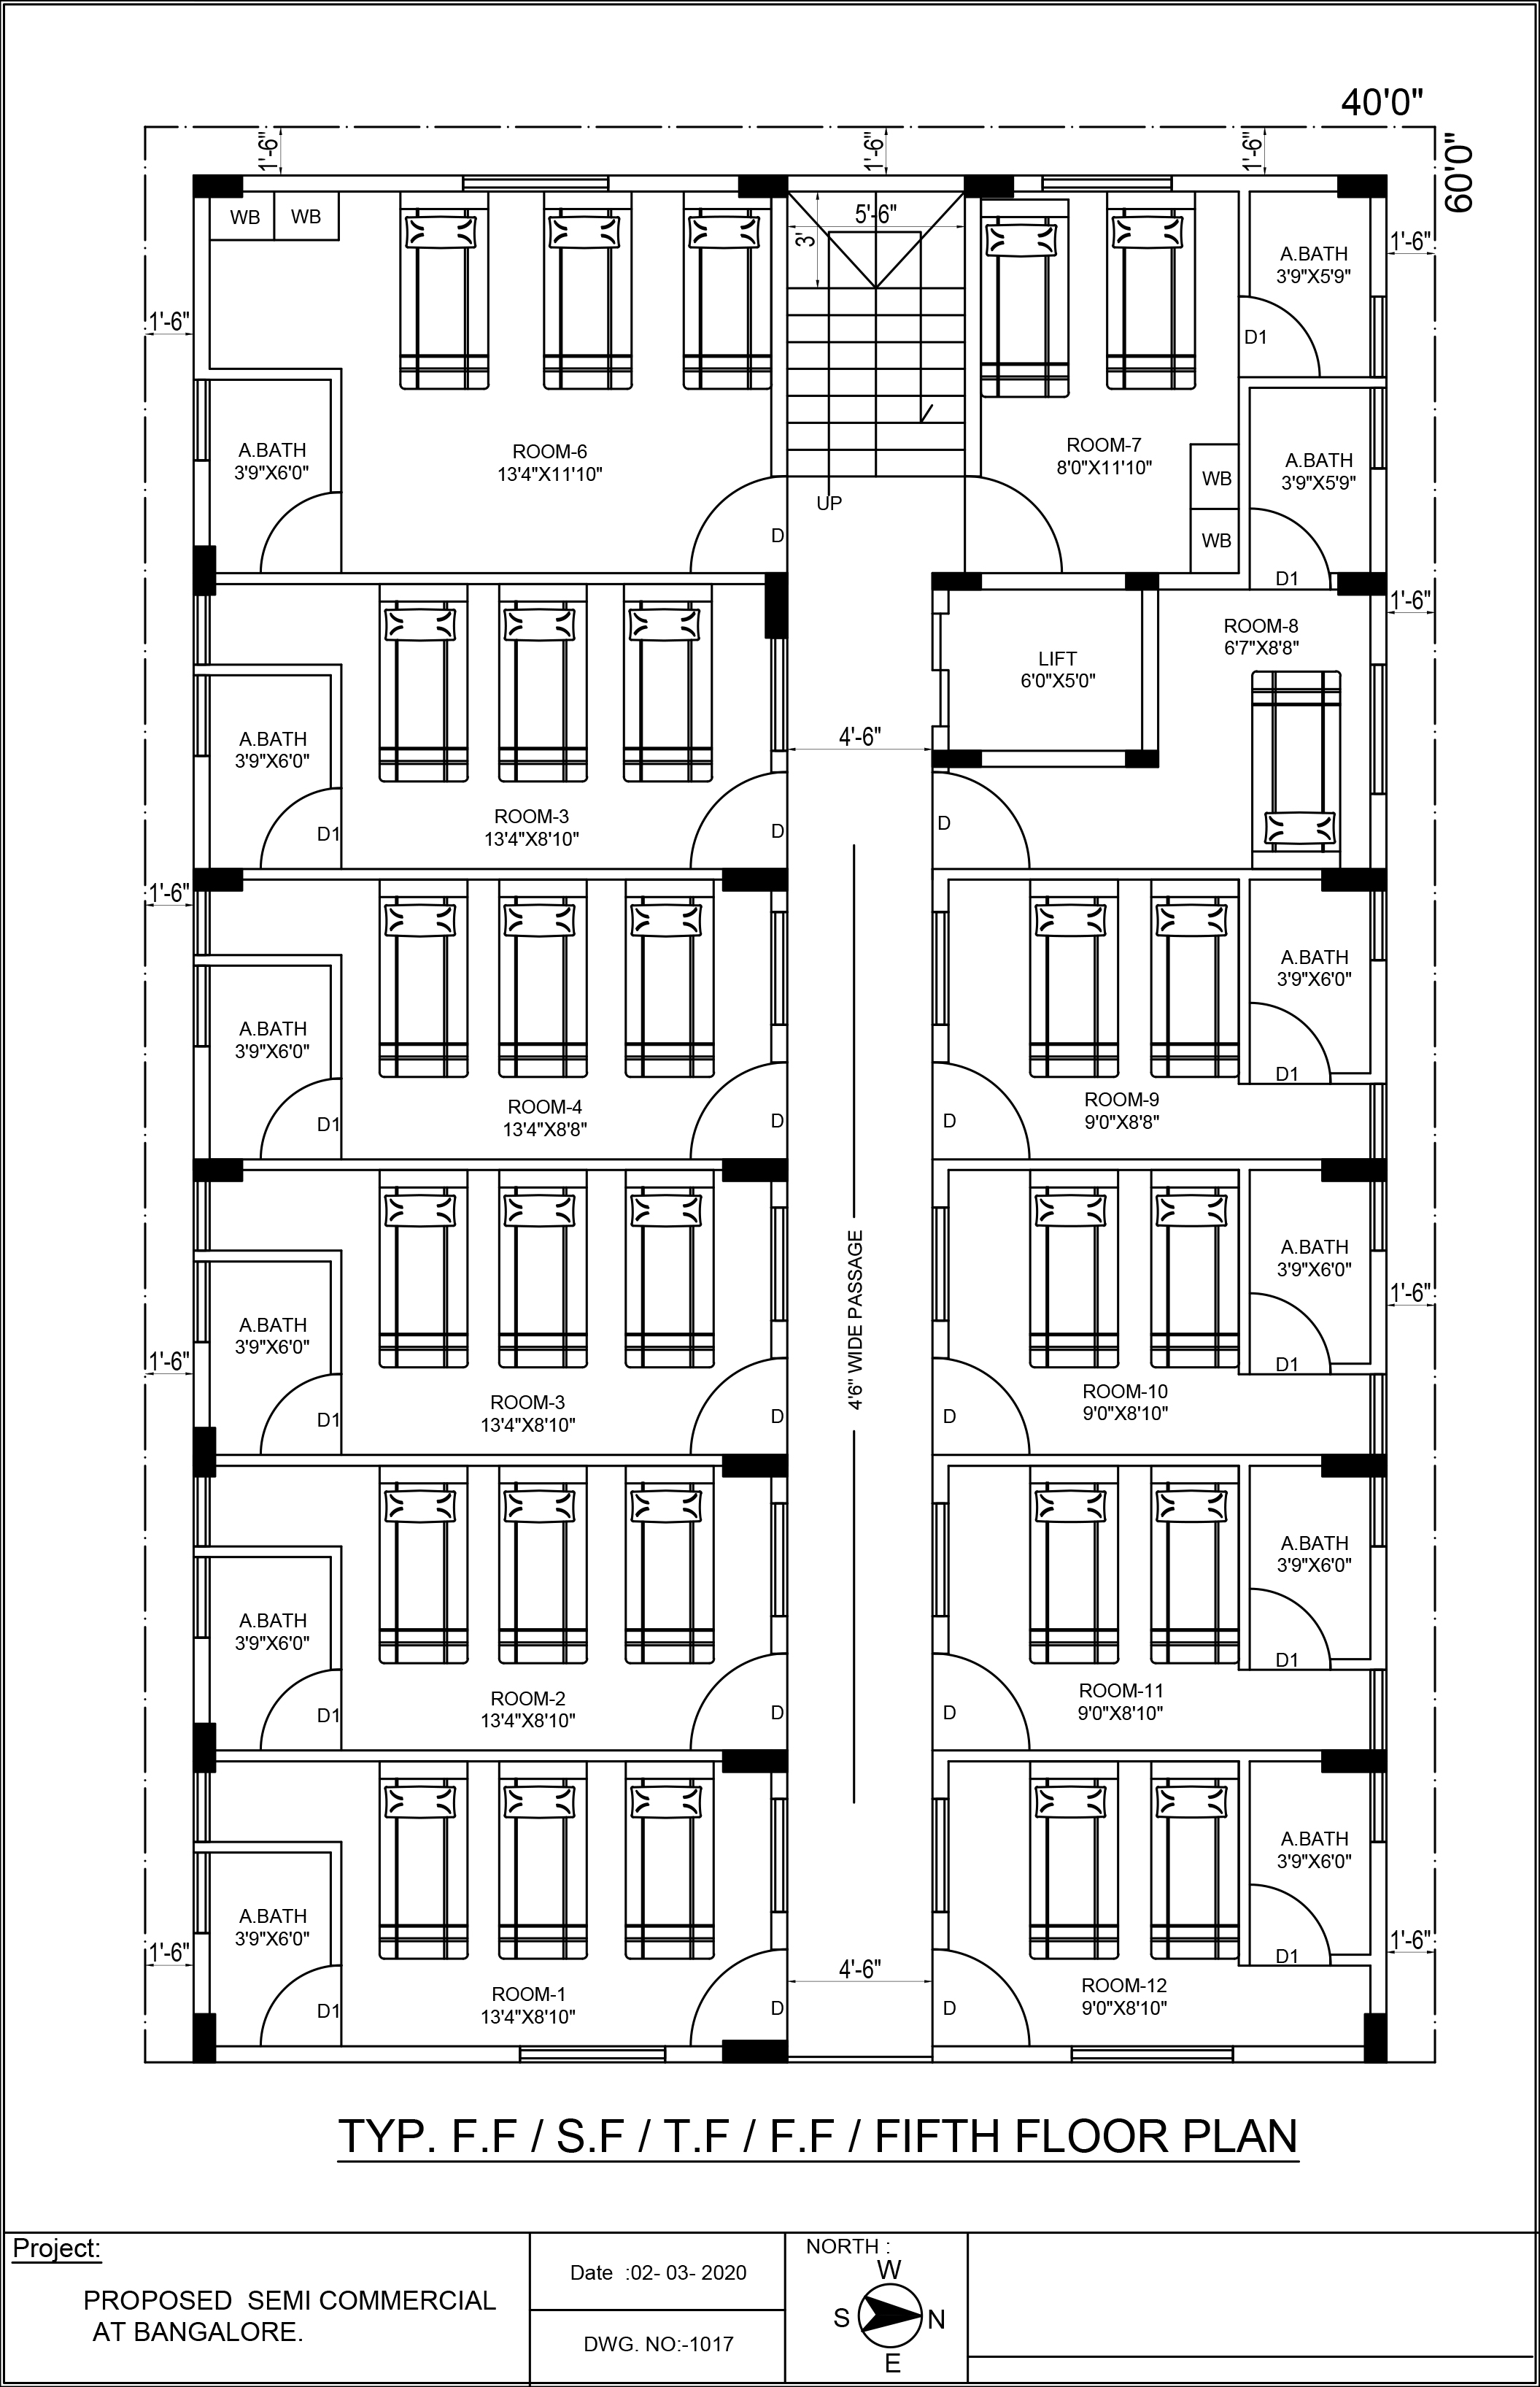 40'0"
60'0"
1'-6"
1'-6"
1'-6"
WB
WB
5'-6"
3'
A.BATH
3'9"X5'9"
1'-6"
1'-6"
D1
A.BATH
3'9"X6'0"
ROOM-6
13'4"X11'10"
ROOM-7
8'0"X11'10"
WB
WB
A.BATH
3'9"X5'9"
UP
D
D1
1'-6"
ROOM-8
6'7"X8'8"
LIFT
6'0"X5'0"
A.BATH
3'9"X6'0"
4'-6"
ROOM-3
13'4"X8'10"
D1
D
D
1'-6"
A.BATH
3'9"X6'0"
A.BATH
3'9"X6'0"
D1
ROOM-4
13'4"X8'8"
D1
D
D
ROOM-9
9'0"X8'8"
4'6" WIDE PASSAGE
A.BATH
3'9"X6'0"
1'-6"
A.BATH
3'9"X6'0"
1'-6"
D1
ROOM-3
13'4"X8'10"
D1
D
D
ROOM-10
9'0"X8'10"
A.BATH
3'9"X6'0"
A.BATH
3'9"X6'0"
D1
ROOM-2
13'4"X8'10"
D1
D
D
ROOM-11
9'0"X8'10"
A.BATH
3'9"X6'0"
A.BATH
3'9"X6'0"
1'-6"
1'-6"
D1
4'-6"
ROOM-1
13'4"X8'10"
D1
D
D
ROOM-12
9'0"X8'10"
TYP. F.F / S.F / T.F / F.F / FIFTH FLOOR PLAN
Project:
PROPOSED SEMI COMMERCIAL
AT BANGALORE.
Date :02- 03- 2020
DWG. NO:-1017
NORTH :
W
S
N
E